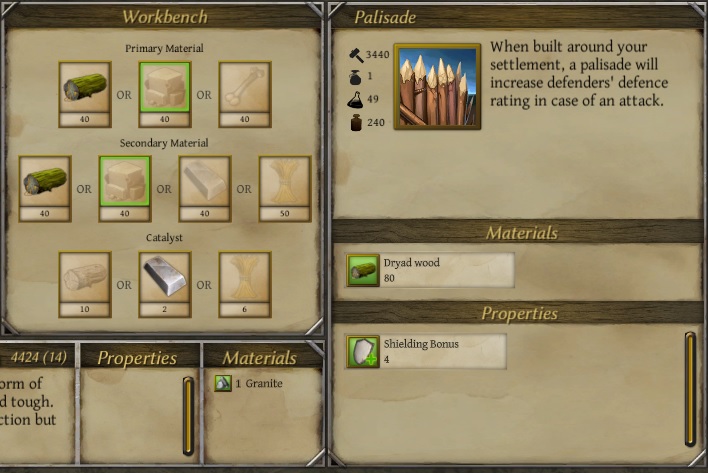 Workbench
Primary Material
OR OR
40 40 40
Secondary Material
OR OR OR
40 40 40 50
Catalyst
OR OR
10 2 6
4424 (14)
orm of
d tough.
ction but
Properties
Materials
1 Granite
Palisade
3440
1
49
240
When built around your
settlement, a palisade will
increase defenders' defence
rating in case of an attack.
Materials
Dryad wood
80
Properties
Shielding Bonus
4